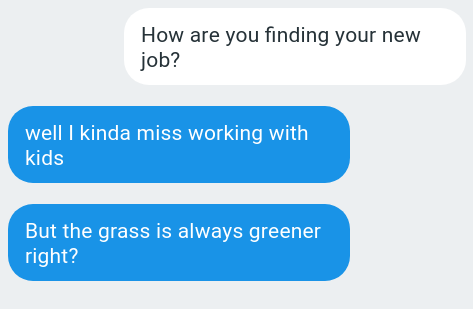 How are you finding your new
job?
well I kinda miss working with
kids
But the grass is always greener
right?